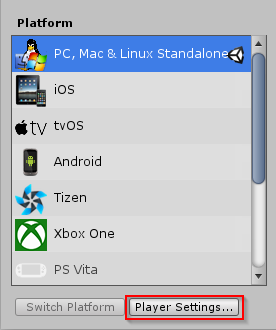 Platform
PC, Mac & Linux Standalone
iOS
tvOS
Android
Tizen
Xbox One
PS Vita
Switch Platform
Player Settings...